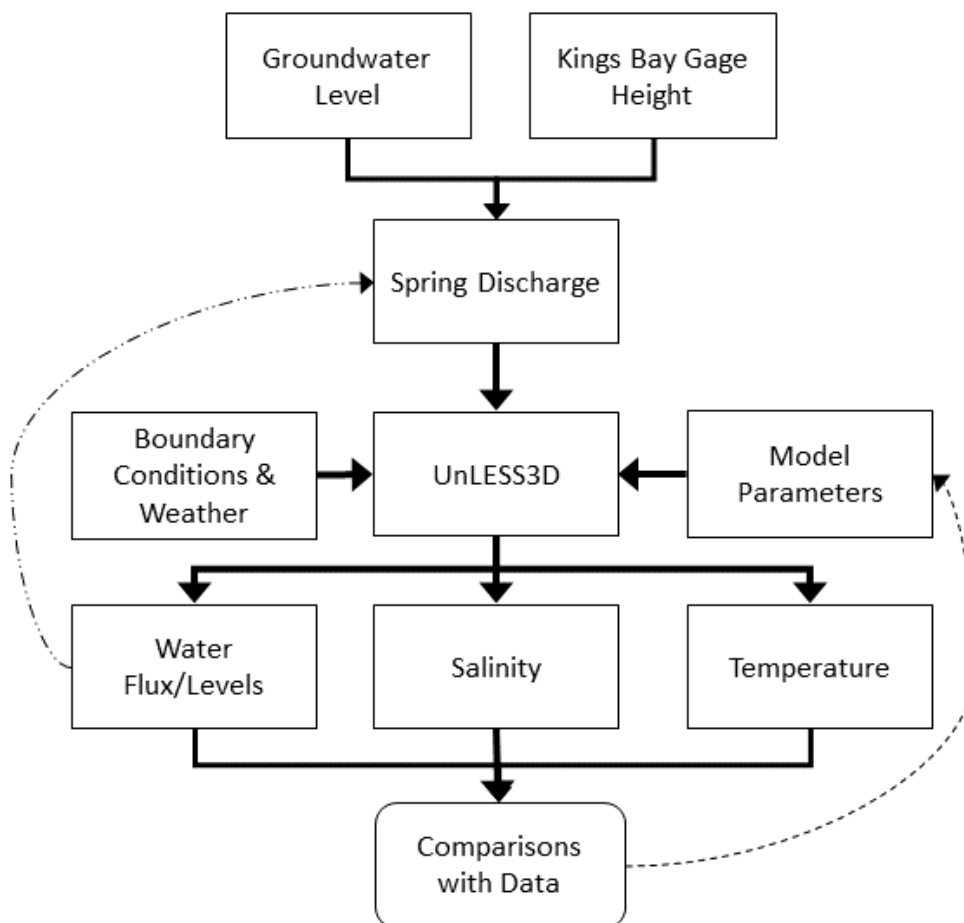 Groundwater
Level
Kings Bay Gage
Height
Spring Discharge
Boundary
Conditions &
Weather
UnLESS3D
Model
Parameters
Water
Flux/Levels
Salinity
Temperature
Comparisons
with Data